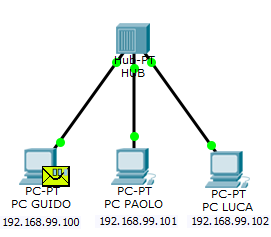 Hub-PT
HUB
PC-PT
PC GUIDO
192.168.99.100
PC-PT
PC PAOLO
192.168.99.101
PC-PT
PC LUCA
192.168.99.102